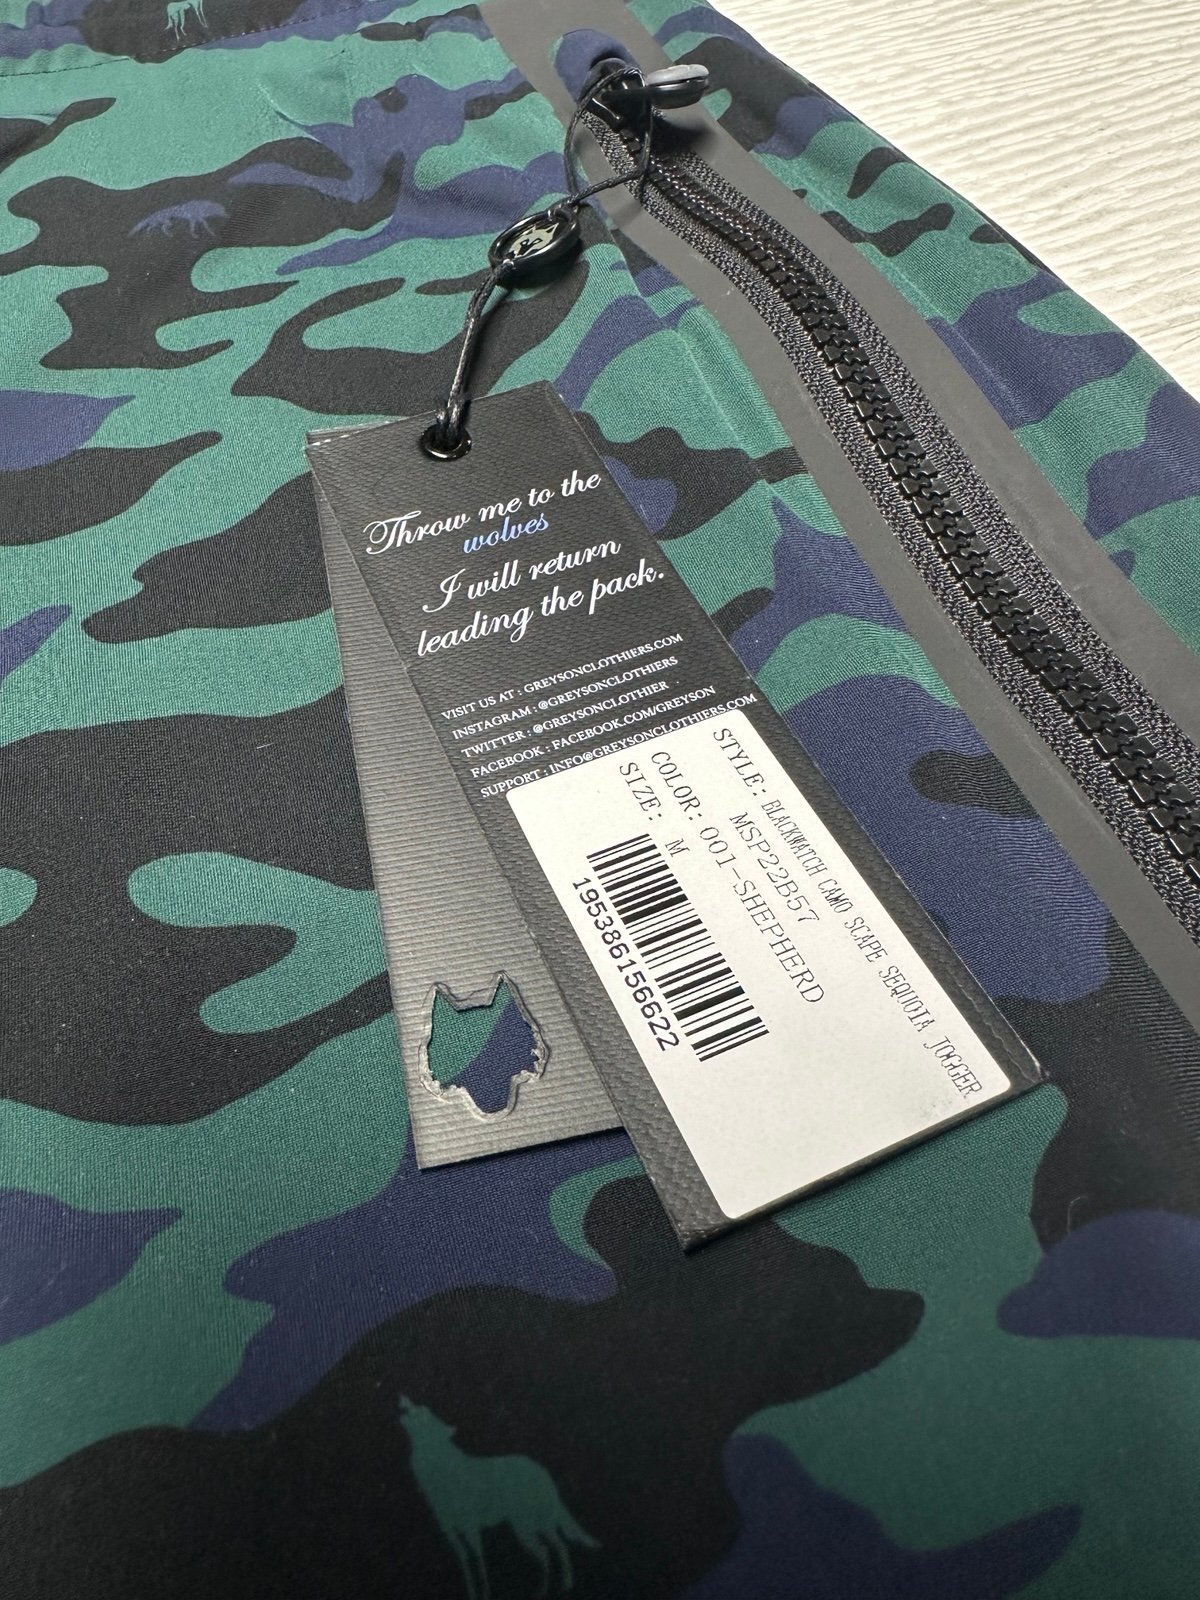 Throw me to the
wolves
I will return
leading the pack.
VISIT US AT : GREYSONCLOTHIERS.COM
INSTAGRAM : @GREYSONCLOTHIERS
TWITTER : @GREYSONCLOTHIER
FACEBOOK : FACEBOOK.COM/GREYSON
SUPPORT : INFO@GREYSONCLOTHIERS.COM
STYLE: BLACKWATCH CAMO SCAPE SEQUOIA JOGGER
MSP22B57
COLOR: 001-SHEPHERD
SIZE: M
195386156622